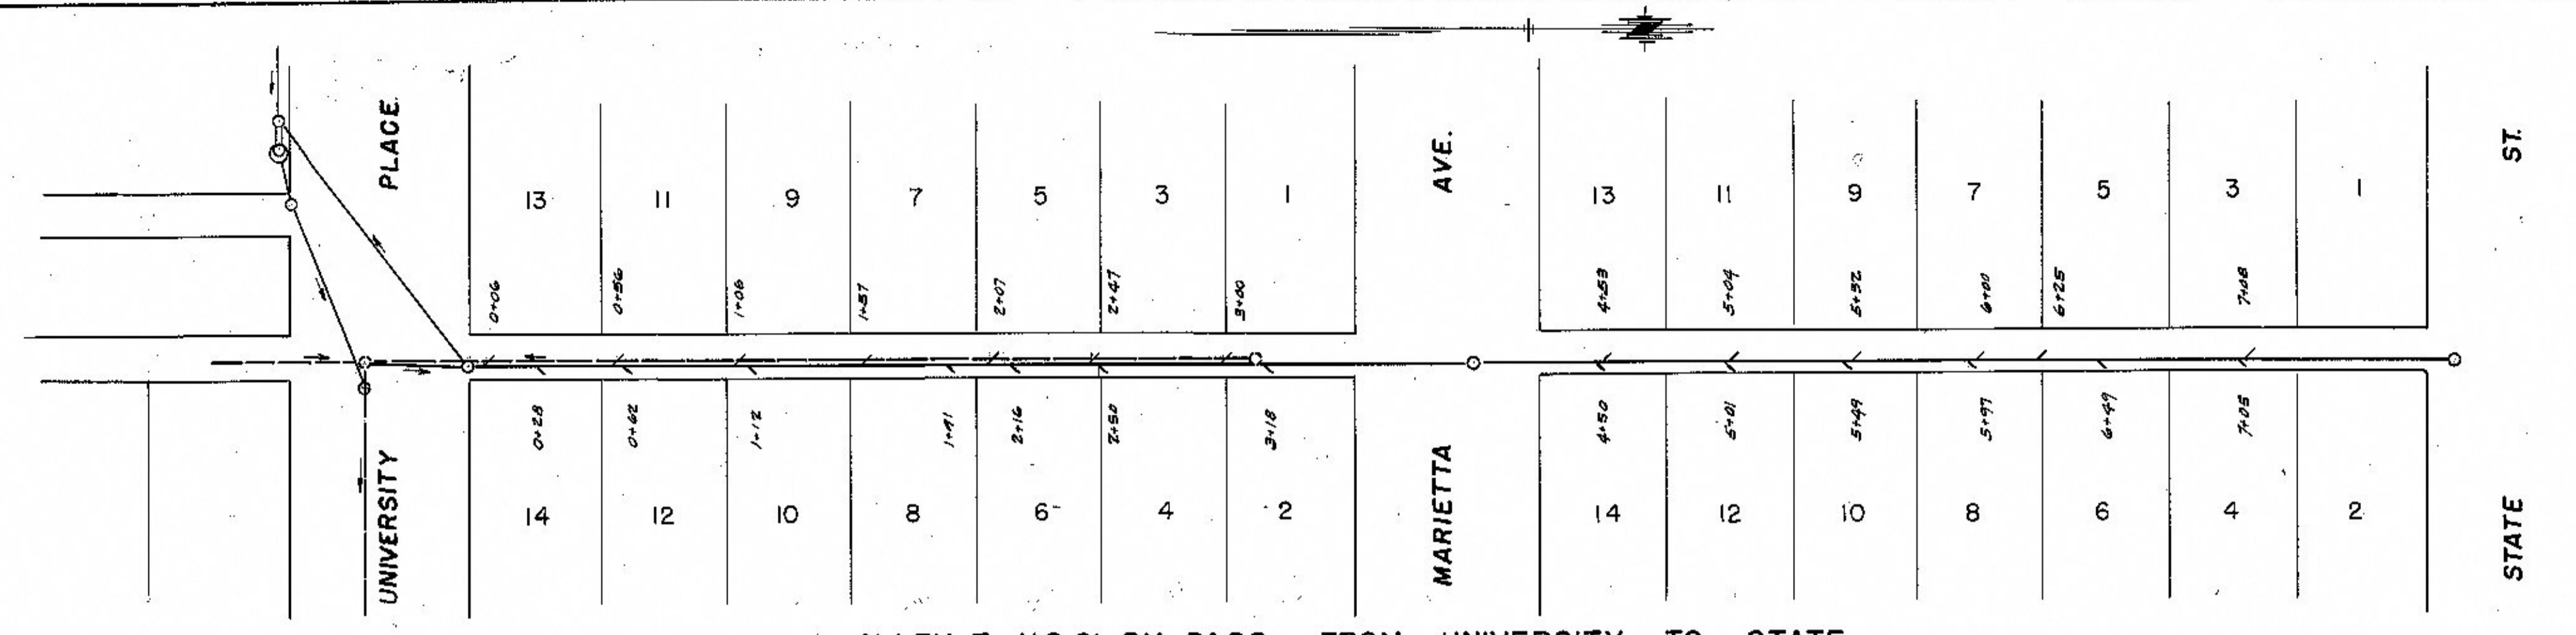 PLACE
AVE.
ST.
13 11 9 7 5 3 1
13 11 9 7 5 3 1
0+06 0+56 1+06 1+57 2+07 2+47 3+00
4+53 5+04 5+52 6+00 6+25 7+08
0+28 0+62 1+12 1+91 2+16 2+50 3+18
4+50 5+01 5+49 5+97 6+49 7+05
UNIVERSITY
MARIETTA
STATE
14 12 10 8 6 4 2
14 12 10 8 6 4 2
FROM UNIVERSITY TO STATE